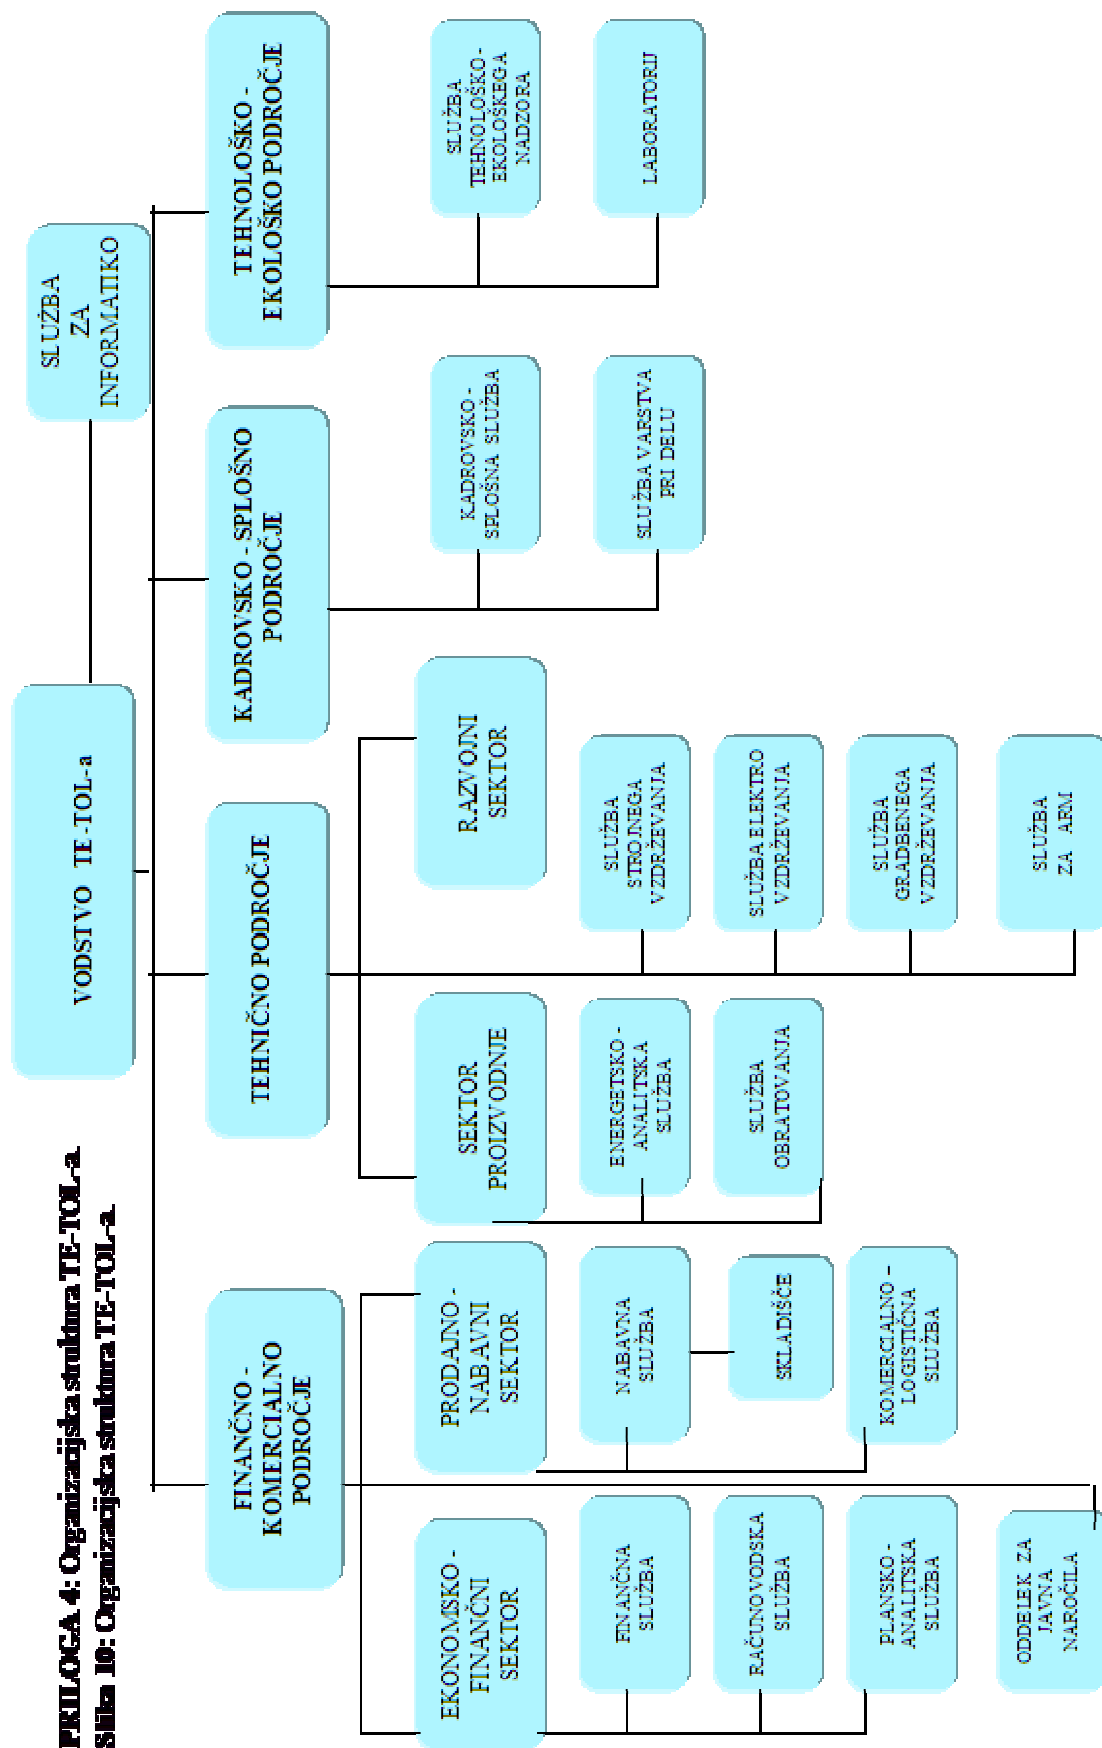 PRILOGA 4: Organizacijska struktura TE-TOL-a
Slika 10: Organizacijska struktura TE-TOL-a
VODSTVO TE-TOL-a
SLUŽBA
ZA
INFORMATIKO
FINANČNO -
KOMERCIALNO
PODROČJE
TEHNIČNO PODROČJE
KADROVSKO - SPLOŠNO
PODROČJE
TEHNOLOŠKO -
EKOLOŠKO PODROČJE
EKONOMSKO -
FINANČNI
SEKTOR
PRODAJNO -
NABAVNI
SEKTOR
SEKTOR
PROIZVODNJE
RAZVOJNI
SEKTOR
KADROVSKO -
SPLOŠNA SLUŽBA
SLUŽBA
TEHNOLOŠKO -
EKOLOŠKEGA
NADZORA
FINANČNA
SLUŽBA
NABAVNA
SLUŽBA
ENERGETSKO -
ANALITSKA
SLUŽBA
SLUŽBA
STROJNEGA
VZDRŽEVANJA
SLUŽBA VARSTVA
PRI DELU
LABORATORIJ
RAČUNOVODSKA
SLUŽBA
SKLADIŠČE
SLUŽBA
OBRATOVANJA
SLUŽBA ELEKTRO
VZDRŽEVANJA
PLANSKO -
ANALITSKA
SLUŽBA
KOMERCIALNO –
LOGISTIČNA
SLUŽBA
SLUŽBA
GRADBENEGA
VZDRŽEVANJA
ODDELEK ZA
JAVNA
NAROČILA
SLUŽBA
ZA ARM